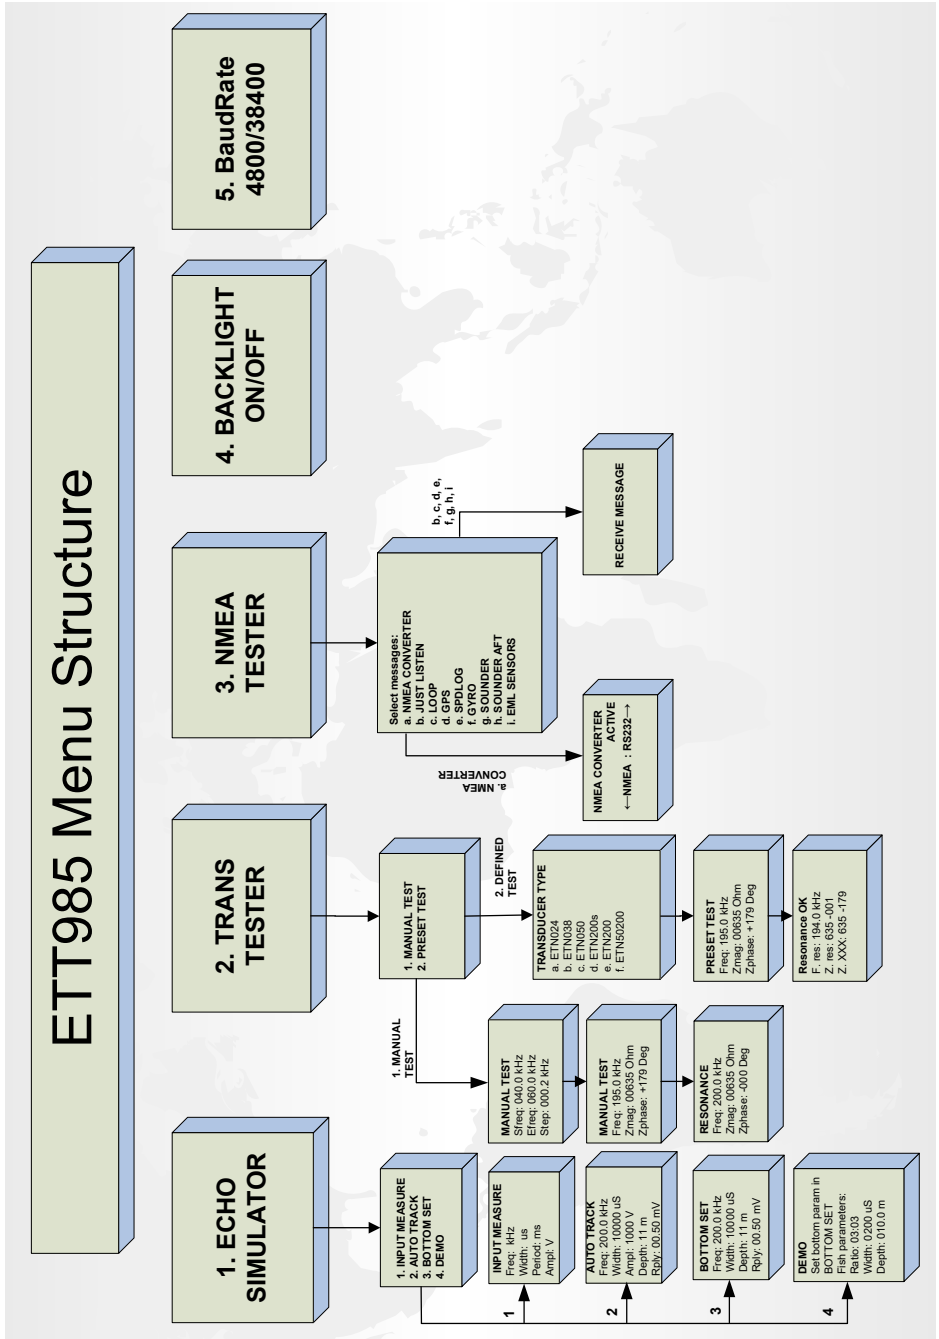 ETT985 Menu Structure
1. ECHO
SIMULATOR
2. TRANS
TESTER
3. NMEA
TESTER
4. BACKLIGHT
ON/OFF
5. BaudRate
4800/38400
1. INPUT MEASURE
2. AUTO TRACK
3. BOTTOM SET
4. DEMO
1
INPUT MEASURE
Freq: kHz
Width: us
Period: ms
Ampl: V
2
AUTO TRACK
Freq: 200.0 kHz
Width: 10000 uS
Ampl: 1000 V
Depth: 11 m
Rply: 00.50 mV
3
BOTTOM SET
Freq: 200.0 kHz
Width: 10000 uS
Depth: 11 m
Rply: 00.50 mV
4
DEMO
Set bottom param in
BOTTOM SET
Fish parameters:
Ratio: 03:03
Width: 0200 uS
Depth: 010.0 m
1. MANUAL TEST
2. PRESET TEST
1. MANUAL
TEST
MANUAL TEST
Sfreq: 040.0 kHz
Efreq: 060.0 kHz
Step: 000.2 kHz
MANUAL TEST
Freq: 195.0 kHz
Zmag: 00635 Ohm
Zphase: +179 Deg
RESONANCE
Freq: 200.0 kHz
Zmag: 00635 Ohm
Zphase: -000 Deg
2. DEFINED
TEST
TRANSDUCER TYPE
a. ETN024
b. ETN038
c. ETN050
d. ETN200s
e. ETN200
f. ETN50200
PRESET TEST
Freq: 195.0 kHz
Zmag: 00635 Ohm
Zphase: +179 Deg
Resonance OK
F. res: 194.0 kHz
Z. res: 635 -001
Z. XXX: 635 -179
Select messages:
a. NMEA CONVERTER
b. JUST LISTEN
c. LOOP
d. GPS
e. SPDLOG
f. GYRO
g. SOUNDER
h. SOUNDER AFT
i. EML SENSORS
a. NMEA
CONVERTER
NMEA CONVERTER
ACTIVE
←NMEA : RS232→
b, c, d, e,
f, g, h, i
RECEIVE MESSAGE